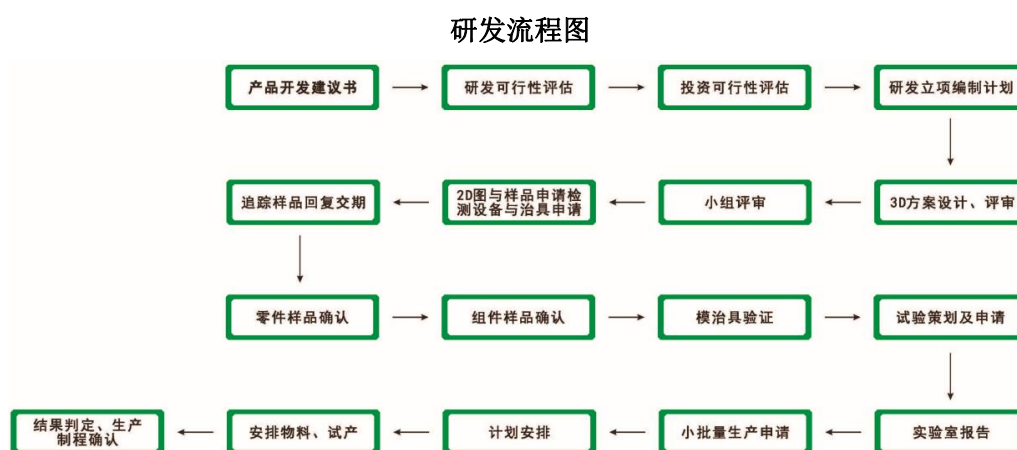 研发流程图
产品开发建议书
研发可行性评估
投资可行性评估
研发立项编制计划
3D方案设计、评审
小组评审
2D图与样品申请检
测设备与治具申请
追踪样品回复交期
零件样品确认
组件样品确认
模治具验证
试验策划及申请
实验室报告
小批量生产申请
计划安排
安排物料、试产
结果判定、生产
制程确认